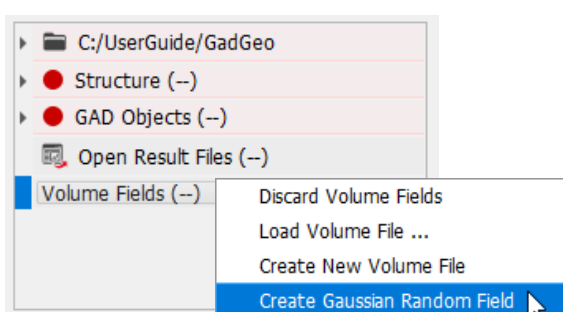 C:/UserGuide/GadGeo
Structure (--)
GAD Objects (--)
Open Result Files (--)
Volume Fields (--)
Discard Volume Fields
Load Volume File ...
Create New Volume File
Create Gaussian Random Field